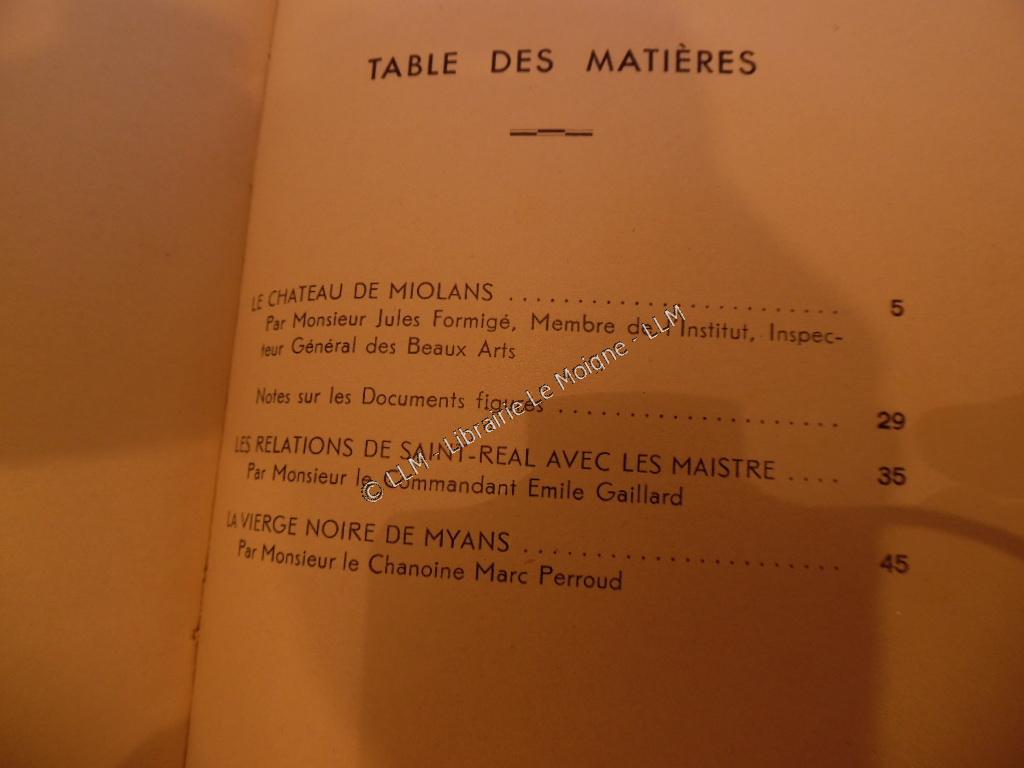 TABLE DES MATIÈRES
LE CHATEAU DE MIOLANS ........................ 5
Par Monsieur Jules Formigé, Membre de l'Institut, Inspec-
teur Général des Beaux Arts
Notes sur les Documents figurés ..................... 29
LES RELATIONS DE SAINT-REAL AVEC LES MAISTRE .... 35
Par Monsieur le Commandant Emile Gaillard
LA VIERGE NOIRE DE MYANS ....................... 45
Par Monsieur le Chanoine Marc Perroud
© LLM - Librairie Le Moigne - LLM